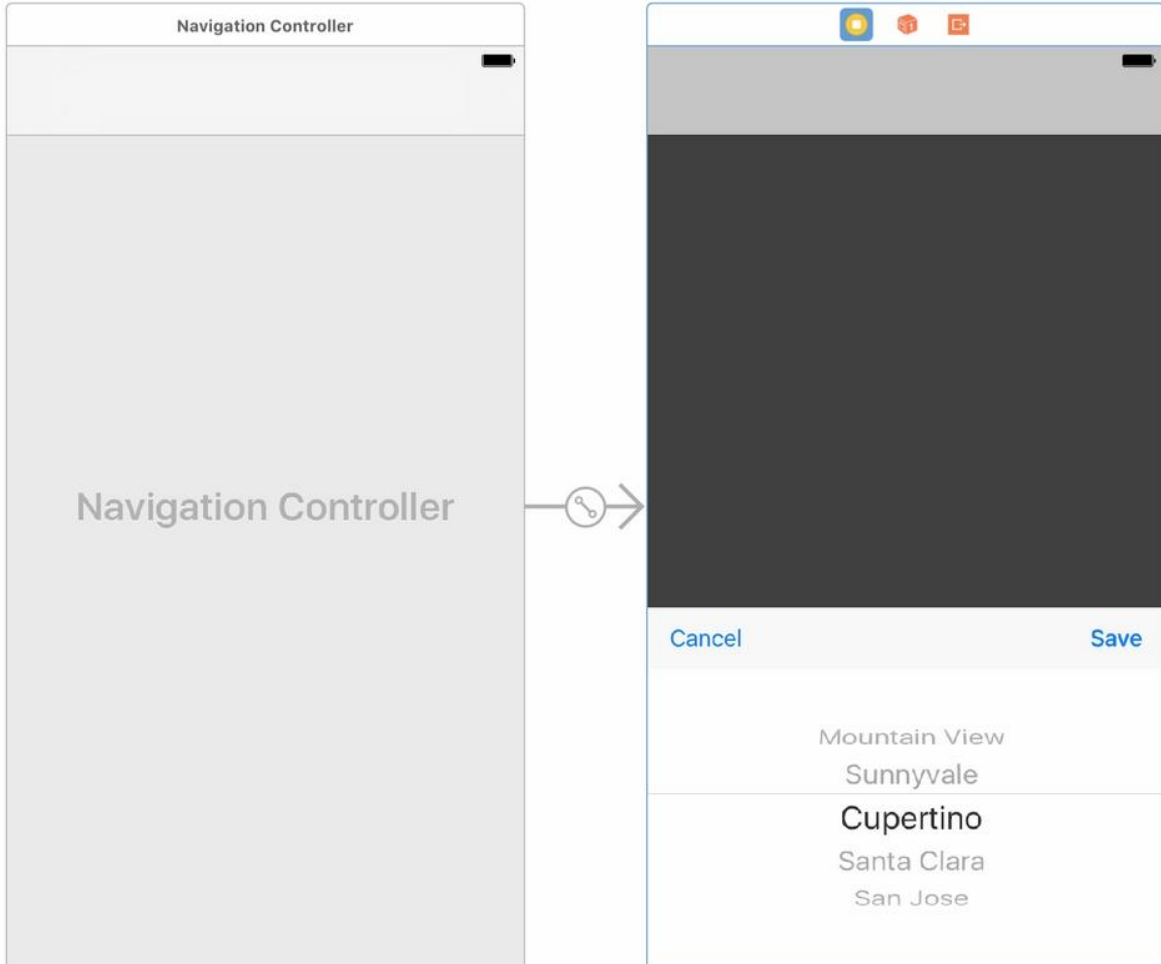 Navigation Controller
Navigation Controller
Cancel
Save
Mountain View
Sunnyvale
Cupertino
Santa Clara
San Jose